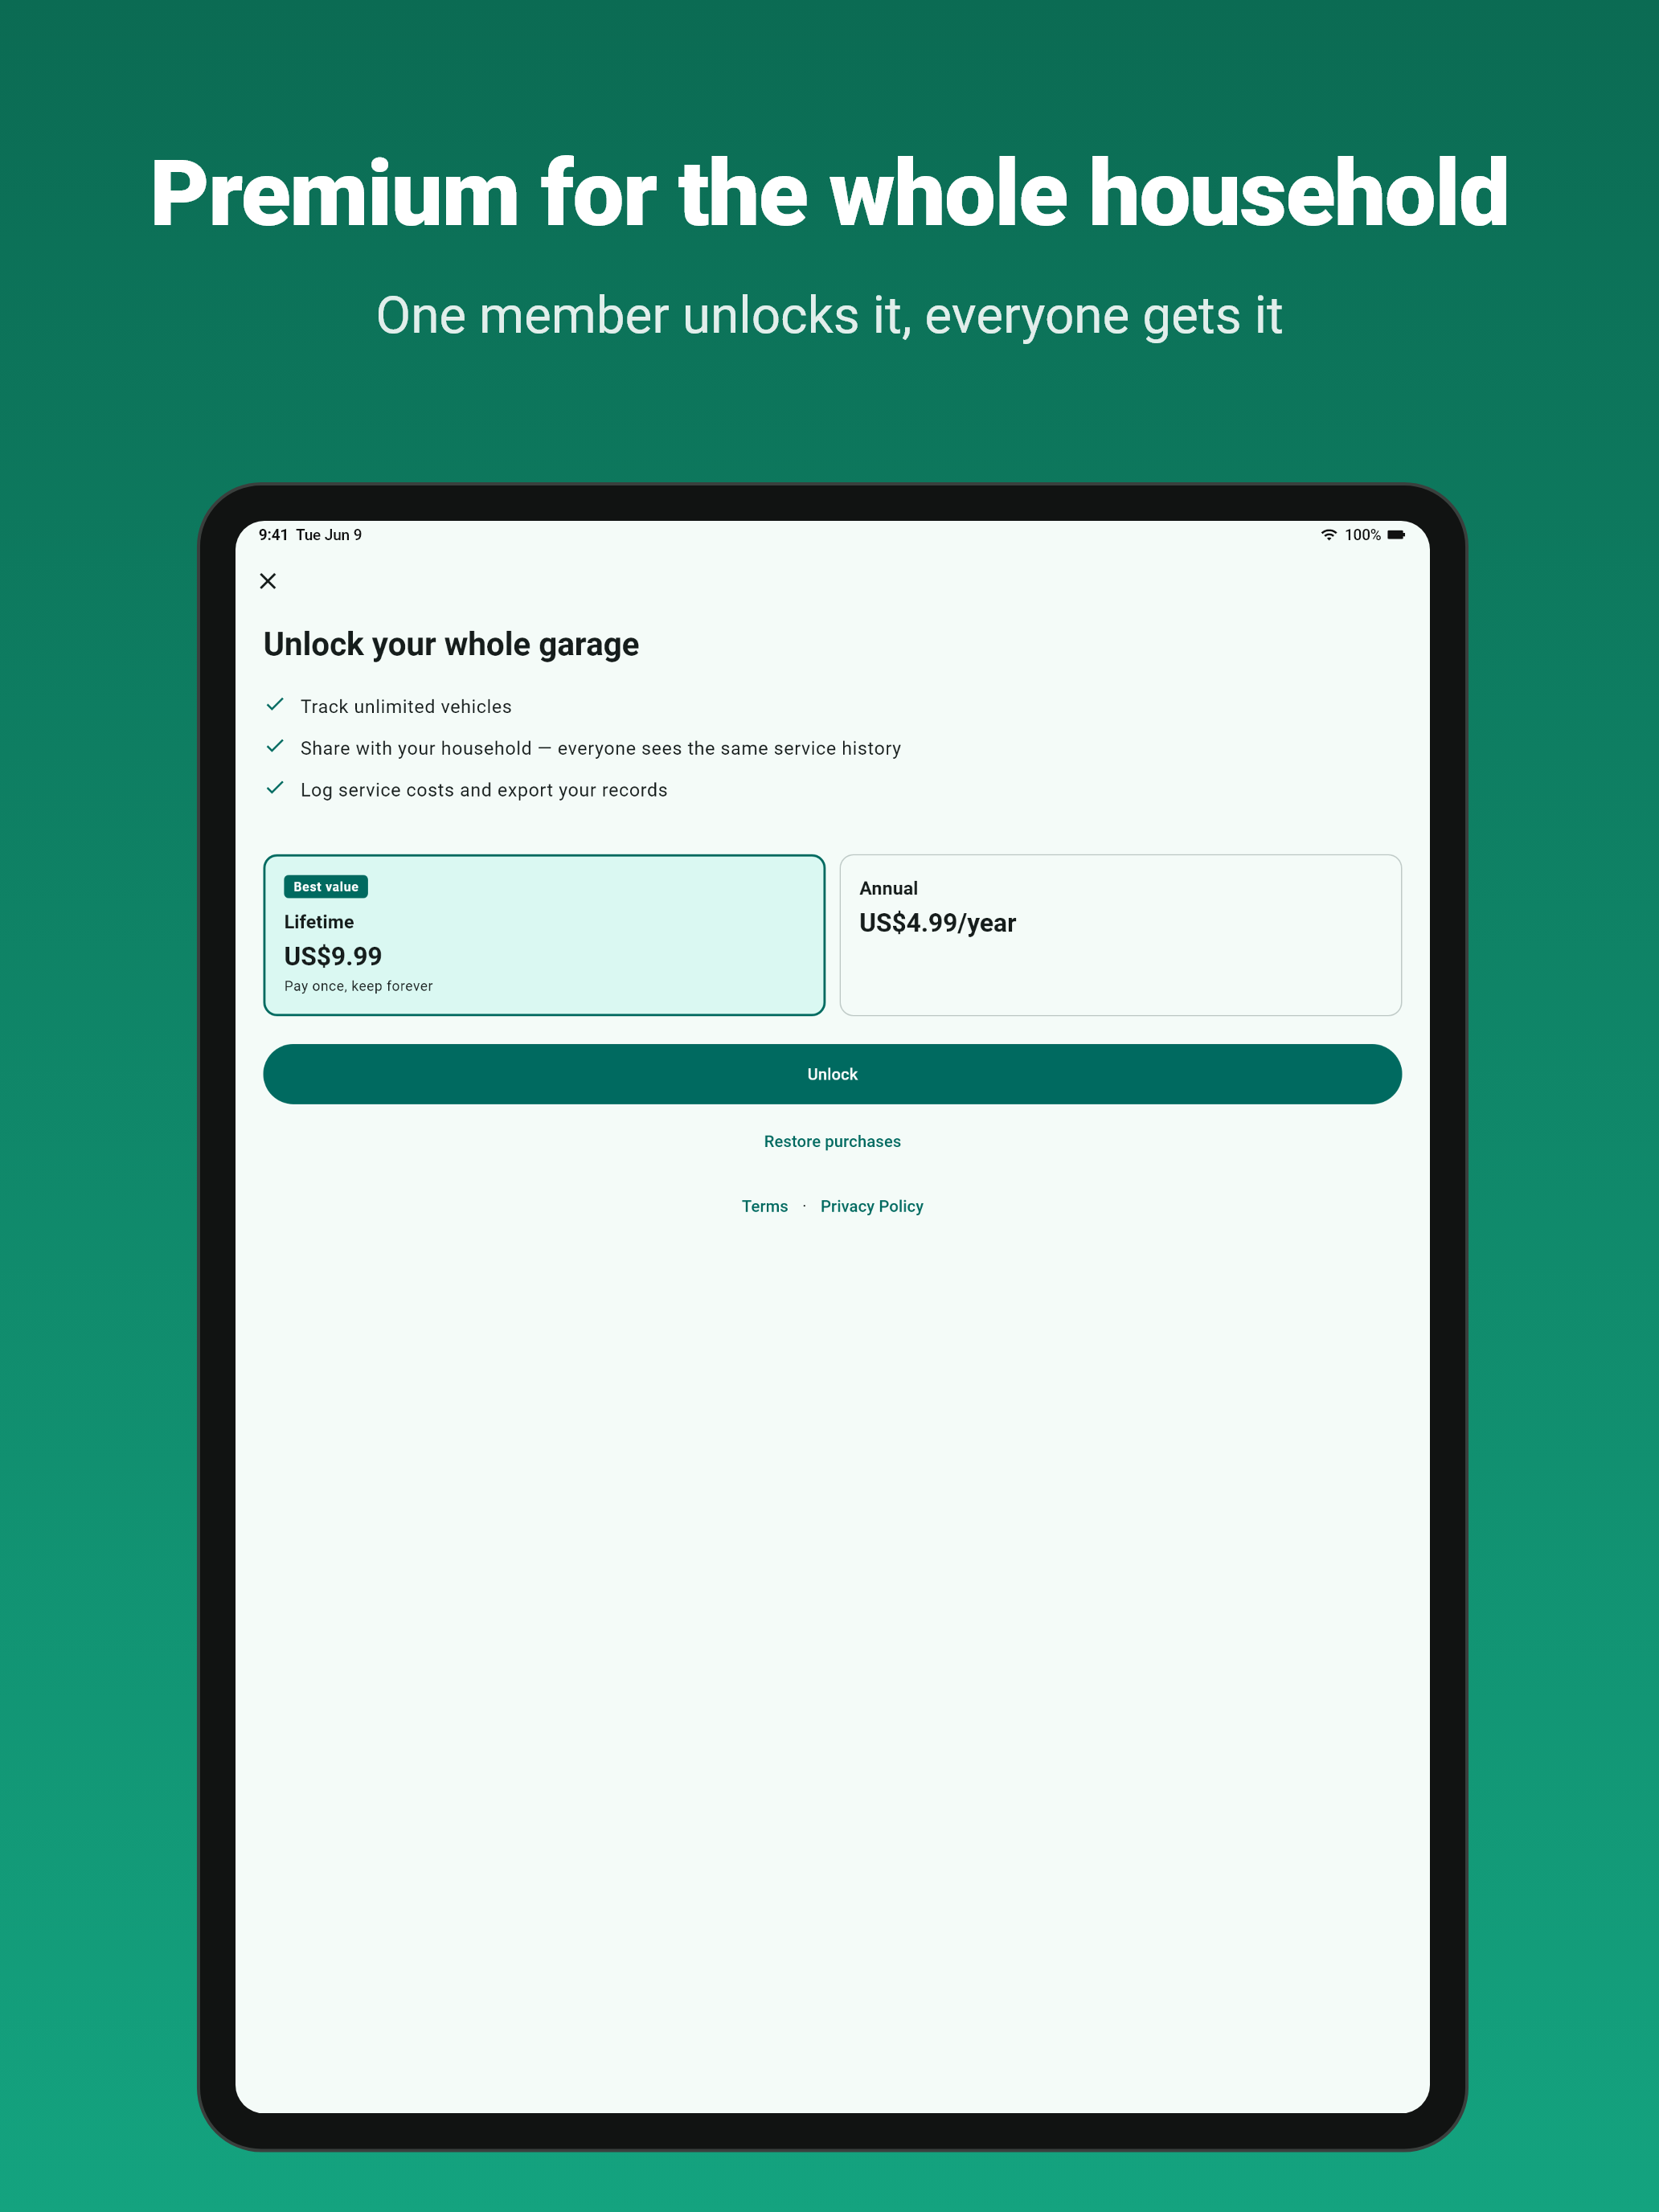 Premium for the whole household
One member unlocks it, everyone gets it
9:41 Tue Jun 9
100%
Unlock your whole garage
Track unlimited vehicles
Share with your household — everyone sees the same service history
Log service costs and export your records
Best value
Lifetime
US$9.99
Pay once, keep forever
Annual
US$4.99/year
Unlock
Restore purchases
Terms · Privacy Policy